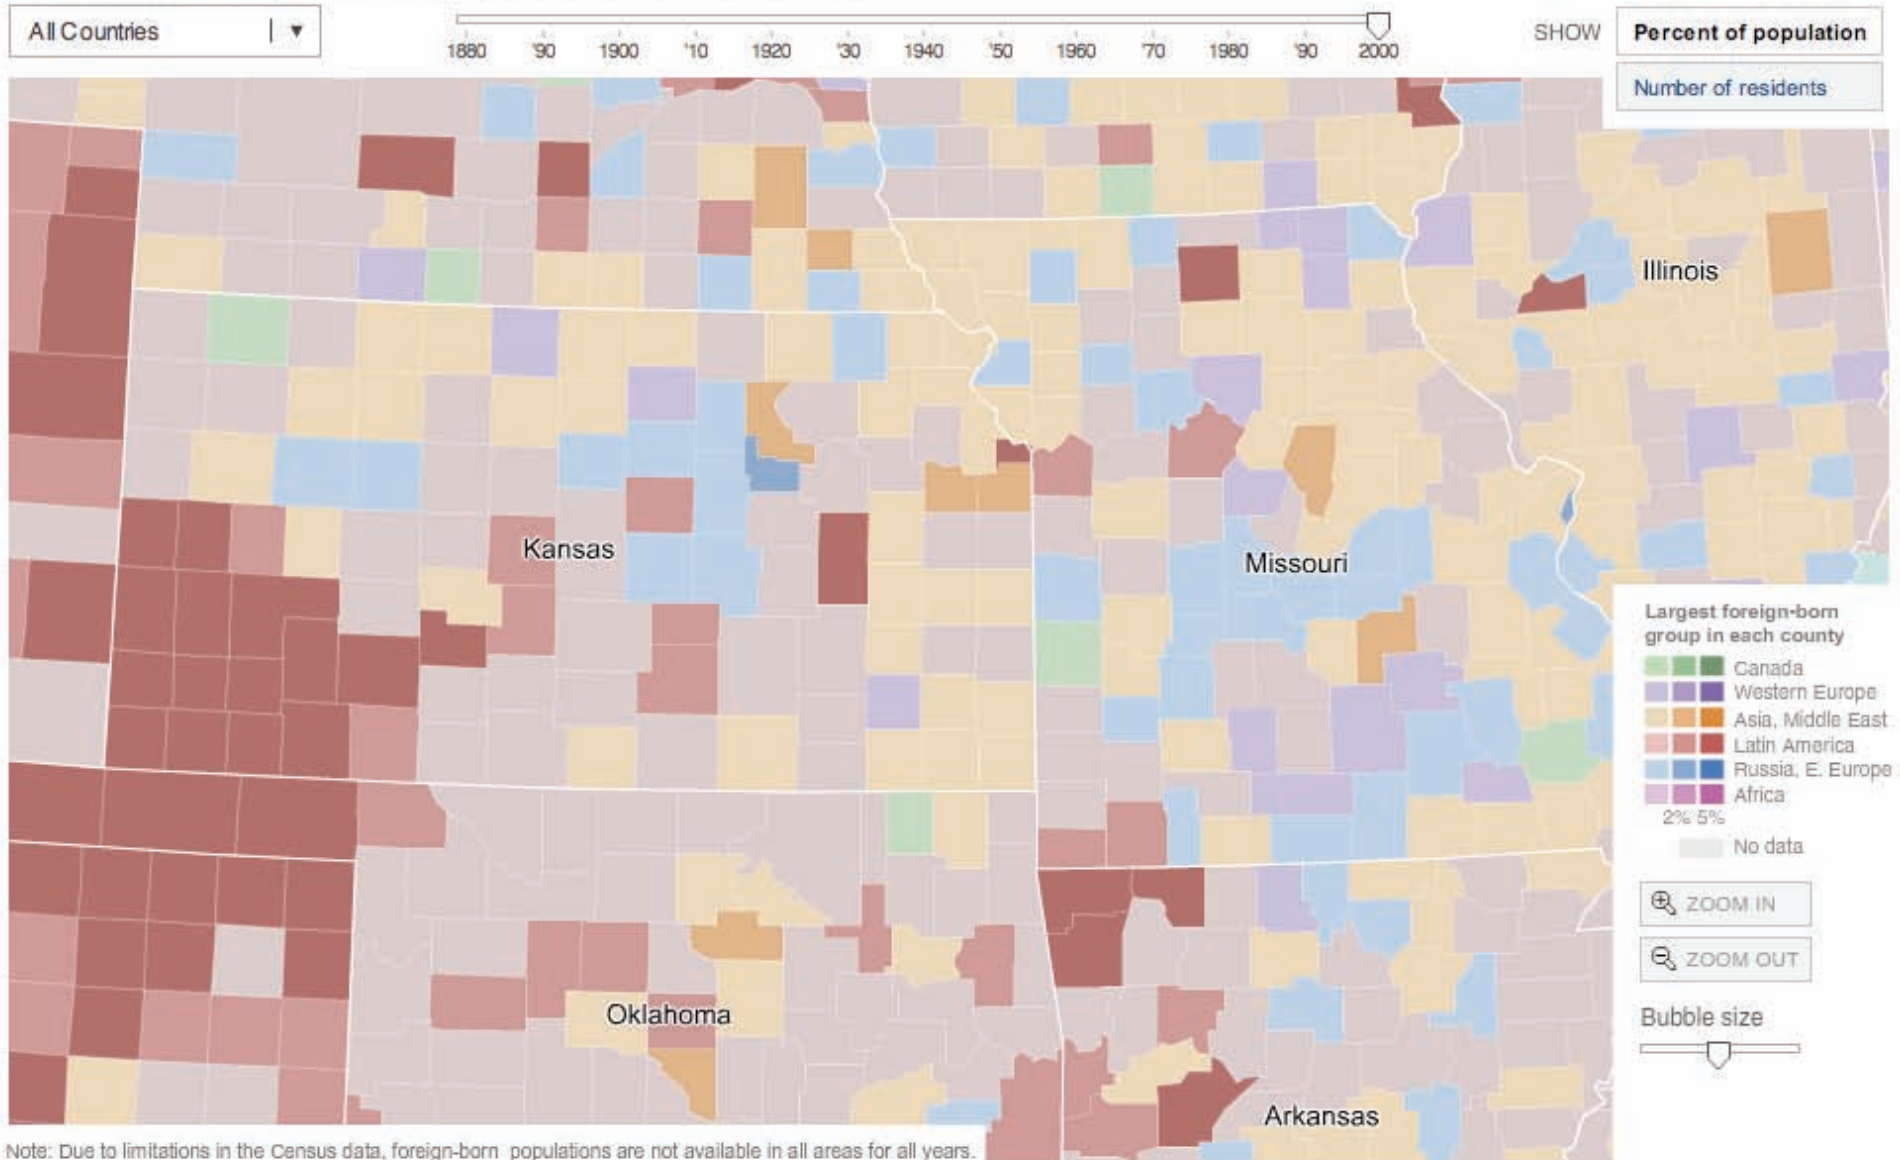 All Countries ▼
1880 '90 1900 '10 1920 '30 1940 '50 1960 '70 1980 '90 2000
SHOW
Percent of population
Number of residents
Illinois
Kansas
Missouri
Oklahoma
Arkansas
Largest foreign-born
group in each county
Canada
Western Europe
Asia, Middle East
Latin America
Russia, E. Europe
Africa
2% 5%
No data
ZOOM IN
ZOOM OUT
Bubble size
Note: Due to limitations in the Census data, foreign-born populations are not available in all areas for all years.